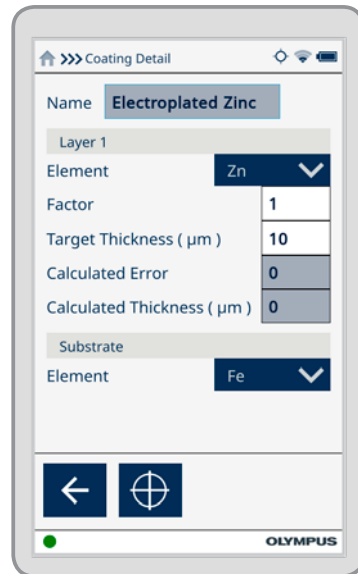 >>> Coating Detail
Name Electroplated Zinc
Layer 1
Element Zn
Factor 1
Target Thickness ( µm ) 10
Calculated Error 0
Calculated Thickness ( µm ) 0
Substrate
Element Fe
OLYMPUS